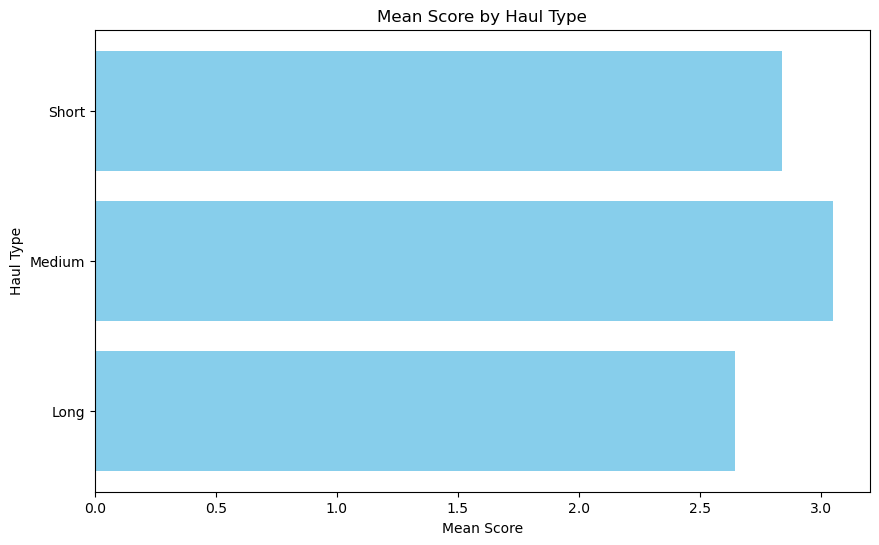 Mean Score by Haul Type
Haul Type
Short
Medium
Long
0.0 0.5 1.0 1.5 2.0 2.5 3.0
Mean Score